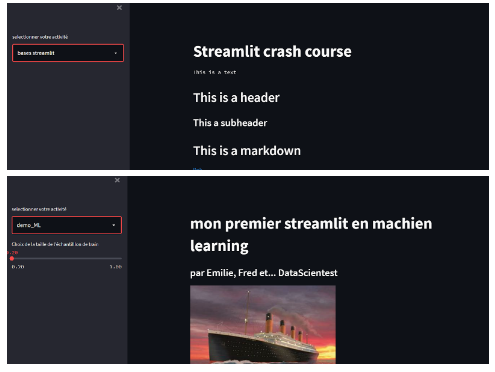 selectionner votre activité
bases streamlit
Streamlit crash course
This is a text
This is a header
This a subheader
This is a markdown
selectionner votre activité
demo_ML
Choix de la taille de l'échantillon de train
0.70
0.70 1.00
mon premier streamlit en machien
learning
par Emilie, Fred et... DataScientest